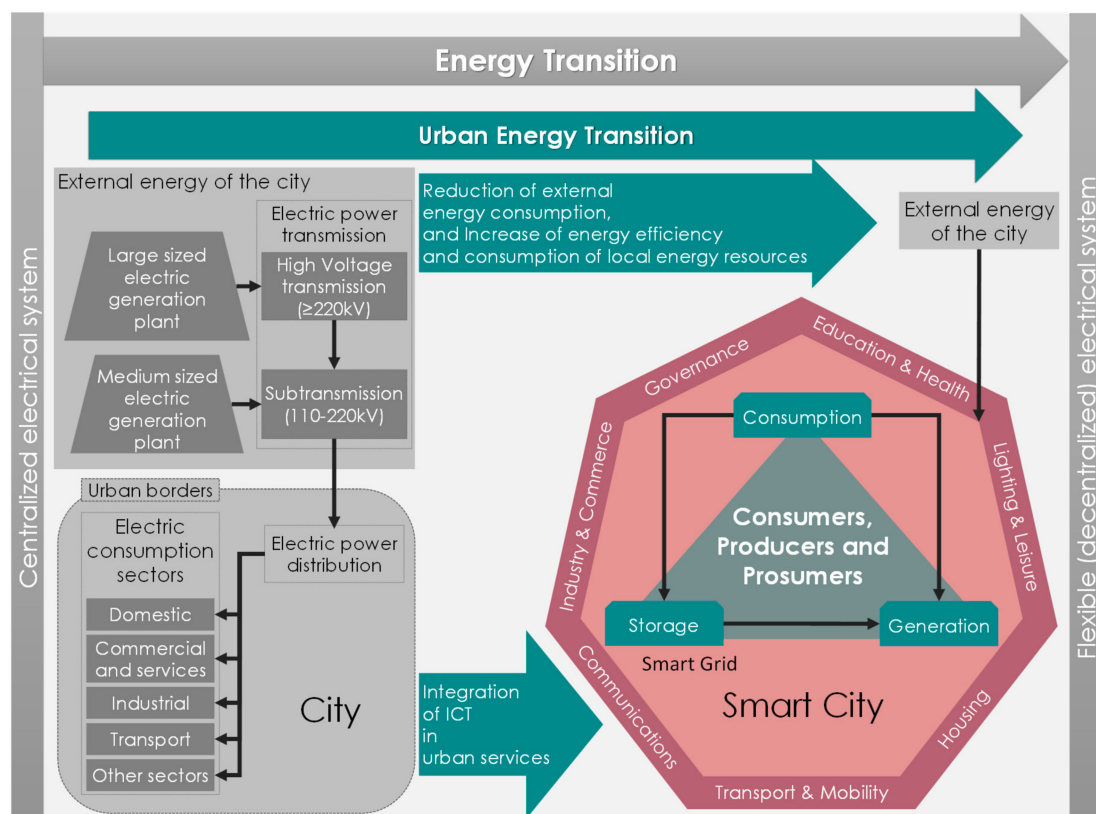 Energy Transition
Urban Energy Transition
Centralized electrical system
External energy of the city
Large sized
electric
generation
plant
Medium sized
electric
generation
plant
Electric power
transmission
High Voltage
transmission
(≥220kV)
Subtransmission
(110-220kV)
Urban borders
Electric
consumption
sectors
Domestic
Commercial
and services
Industrial
Transport
Other sectors
Electric power
distribution
City
Reduction of external
energy consumption,
and Increase of energy efficiency
and consumption of local energy resources
Integration
of ICT
in
urban services
External energy
of the city
Governance
Education & Health
Lighting & Leisure
Housing
Transport & Mobility
Communications
Industry & Commerce
Consumption
Consumers,
Producers and
Prosumers
Storage
Generation
Smart Grid
Smart City
Flexible (decentralized) electrical system